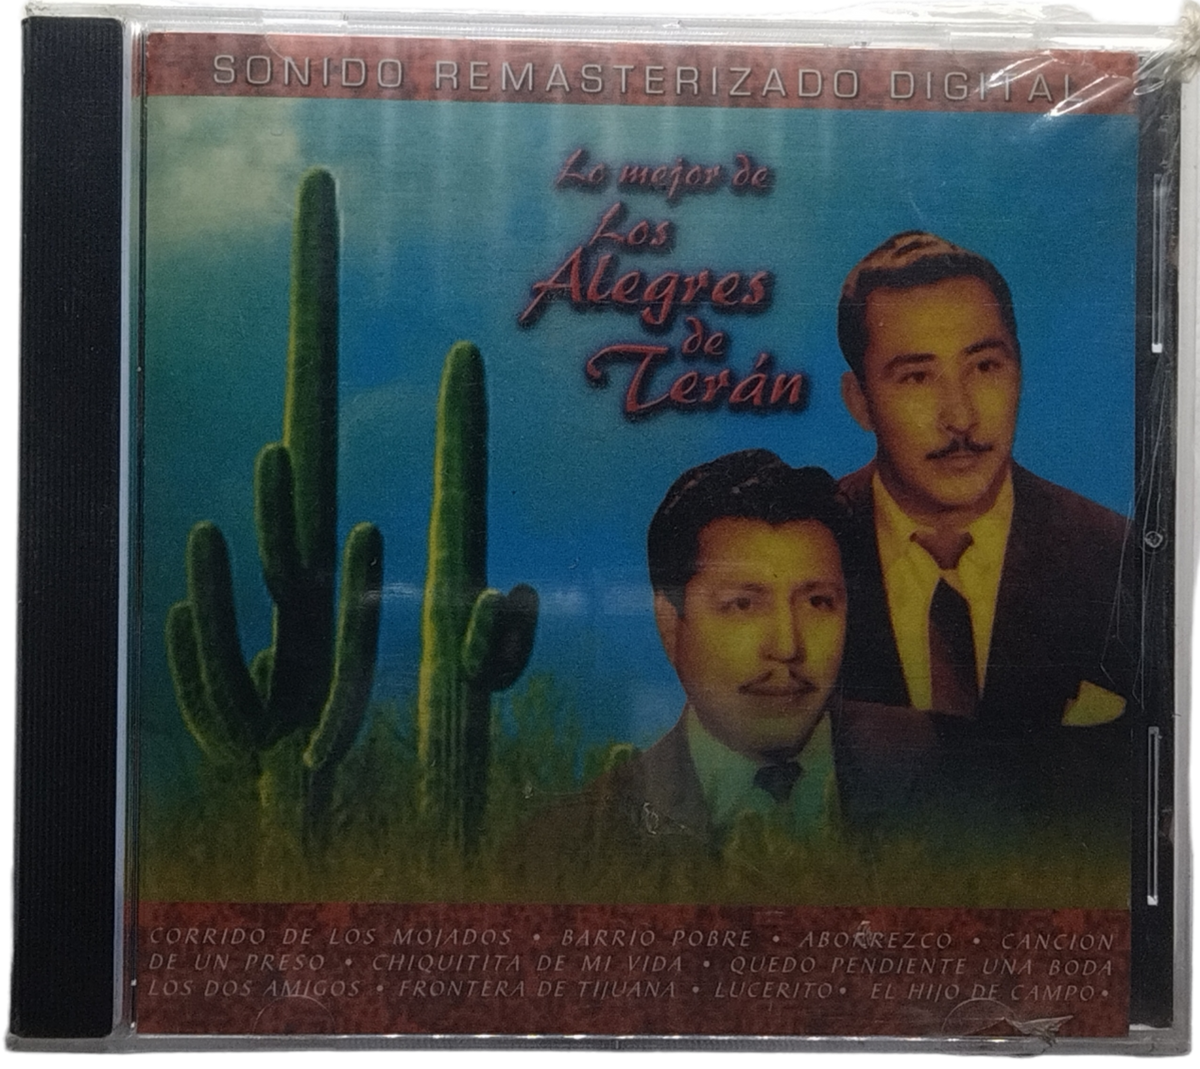 SONIDO REMASTERIZADO DIGITAL
Lo mejor de
Los
Alegres
de
Terán
CORRIDO DE LOS MOJADOS • BARRIO POBRE • ABORREZCO • CANCION
DE UN PRESO • CHIQUITITA DE MI VIDA • QUEDO PENDIENTE UNA BODA
LOS DOS AMIGOS • FRONTERA DE TIJUANA • LUCERITO • EL HIJO DE CAMPO •